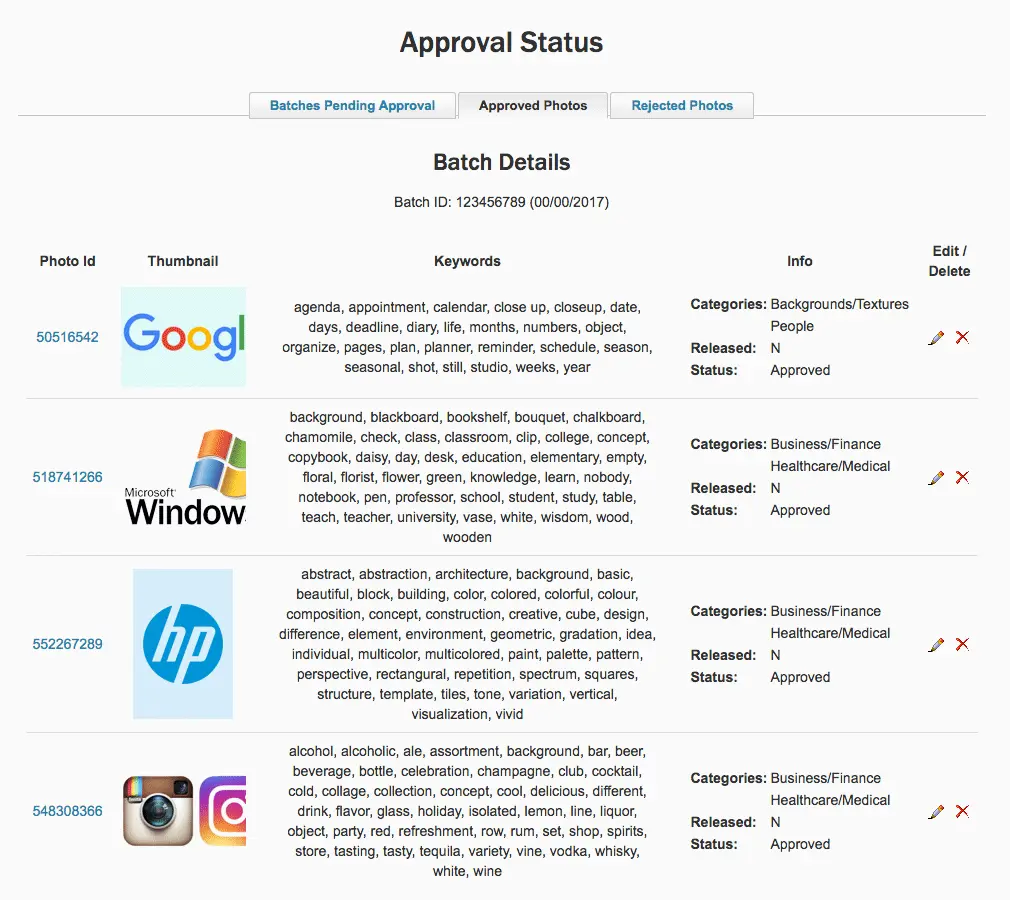 Approval Status
Batches Pending Approval Approved Photos Rejected Photos
Batch Details
Batch ID: 123456789 (00/00/2017)
Photo Id Thumbnail Keywords Info Edit / Delete
50516542
Googl
agenda, appointment, calendar, close up, closeup, date,
days, deadline, diary, life, months, numbers, object,
organize, pages, plan, planner, reminder, schedule, season,
seasonal, shot, still, studio, weeks, year
Categories: Backgrounds/Textures
People
Released: N
Status: Approved
518741266
Microsoft
Window
background, blackboard, bookshelf, bouquet, chalkboard,
chamomile, check, class, classroom, clip, college, concept,
copybook, daisy, day, desk, education, elementary, empty,
floral, florist, flower, green, knowledge, learn, nobody,
notebook, pen, professor, school, student, study, table,
teach, teacher, university, vase, white, wisdom, wood,
wooden
Categories: Business/Finance
Healthcare/Medical
Released: N
Status: Approved
552267289
hp
abstract, abstraction, architecture, background, basic,
beautiful, block, building, color, colored, colorful, colour,
composition, concept, construction, creative, cube, design,
difference, element, environment, geometric, gradation, idea,
individual, multicolor, multicolored, paint, palette, pattern,
perspective, rectangural, repetition, spectrum, squares,
structure, template, tiles, tone, variation, vertical,
visualization, vivid
Categories: Business/Finance
Healthcare/Medical
Released: N
Status: Approved
548308366
alcohol, alcoholic, ale, assortment, background, bar, beer,
beverage, bottle, celebration, champagne, club, cocktail,
cold, collage, collection, concept, cool, delicious, different,
drink, flavor, glass, holiday, isolated, lemon, line, liquor,
object, party, red, refreshment, row, rum, set, shop, spirits,
store, tasting, tasty, tequila, variety, vine, vodka, whisky,
white, wine
Categories: Business/Finance
Healthcare/Medical
Released: N
Status: Approved